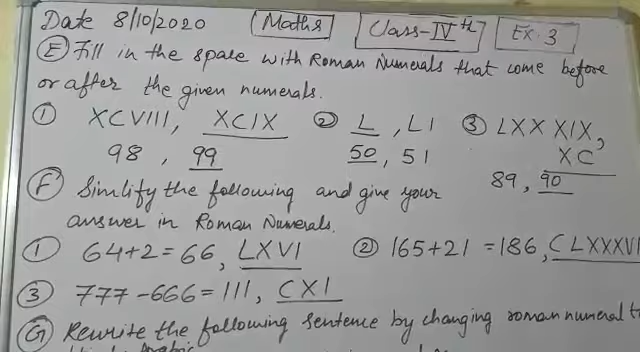 Date 8/10/2020 Maths Class-IVth Ex. 3
(E) Fill in the space with Roman Numerals that come before
or after the given numerals.
① XCVIII, XCIX ② L, LI ③ LXXXIX, XC
98, 99 50, 51 89, 90
(F) Simlify the following and give your
answer in Roman Numerals.
① 64+2=66, LXVI ② 165+21=186, CLXXXVI
③ 777-666=111, CXI
(G) Rewrite the following sentence by changing roman numeral